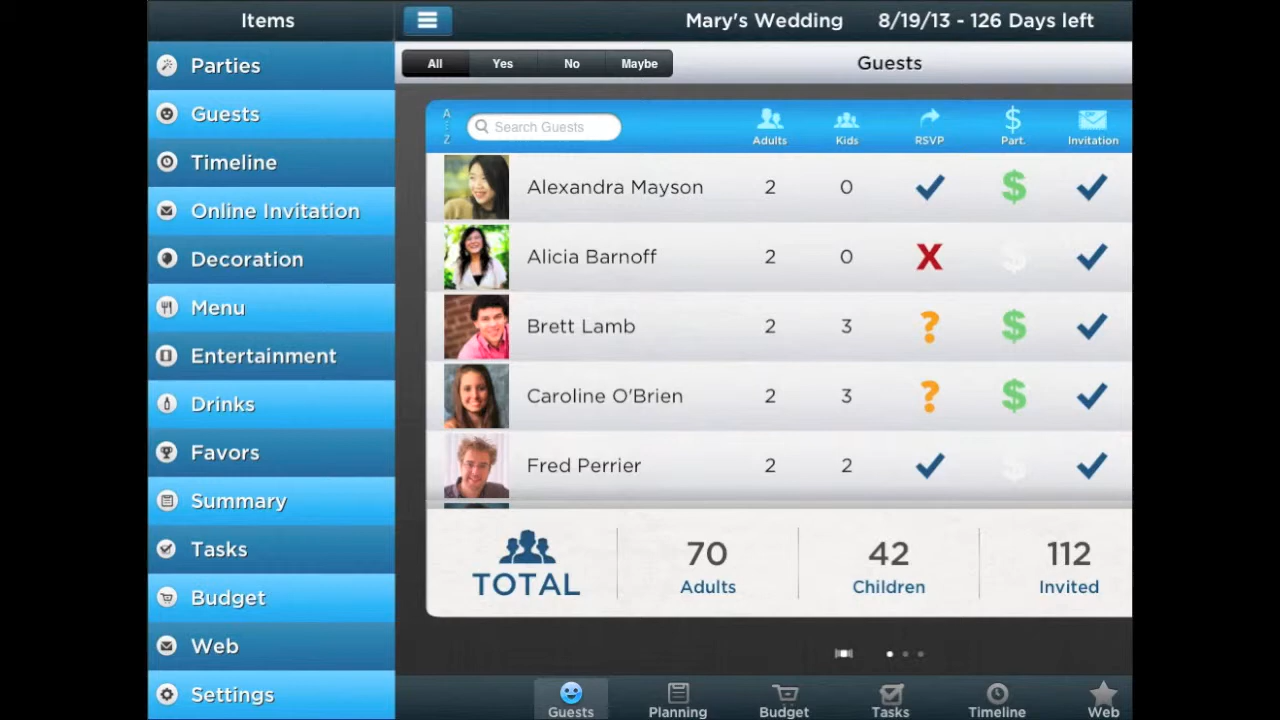 Items
Mary's Wedding 8/19/13 - 126 Days left
Parties
Guests
Timeline
Online Invitation
Decoration
Menu
Entertainment
Drinks
Favors
Summary
Tasks
Budget
Web
Settings
All Yes No Maybe
Guests
A
Z
Search Guests
Adults Kids RSVP Part. Invitation
Alexandra Mayson 2 0 $
Alicia Barnoff 2 0 X $
Brett Lamb 2 3 ? $
Caroline O'Brien 2 3 ? $
Fred Perrier 2 2 $
TOTAL
70 42 112
Adults Children Invited
Guests Planning Budget Tasks Timeline Web